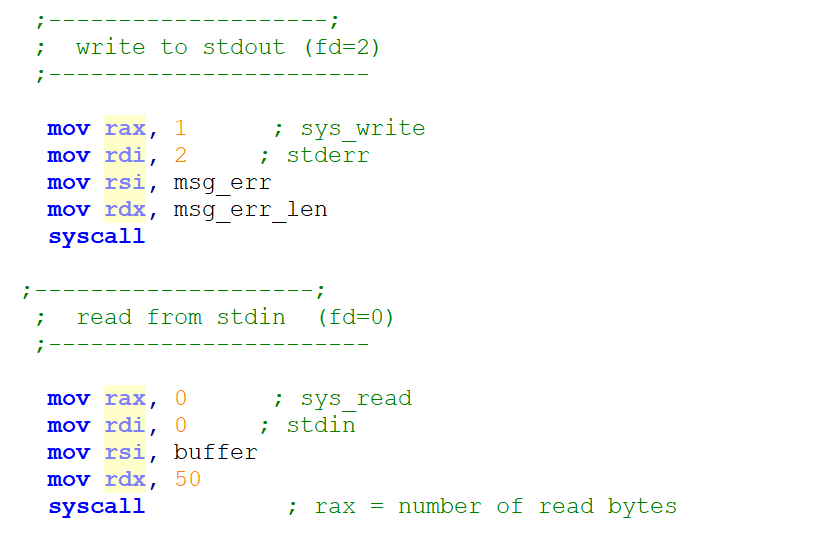 ;--------------------;
;  write to stdout (fd=2)
;-----------------------
mov rax, 1      ; sys_write
mov rdi, 2     ; stderr
mov rsi, msg_err
mov rdx, msg_err_len
syscall
;--------------------;
;  read from stdin  (fd=0)
;-----------------------
mov rax, 0      ; sys_read
mov rdi, 0     ; stdin
mov rsi, buffer
mov rdx, 50
syscall          ; rax = number of read bytes